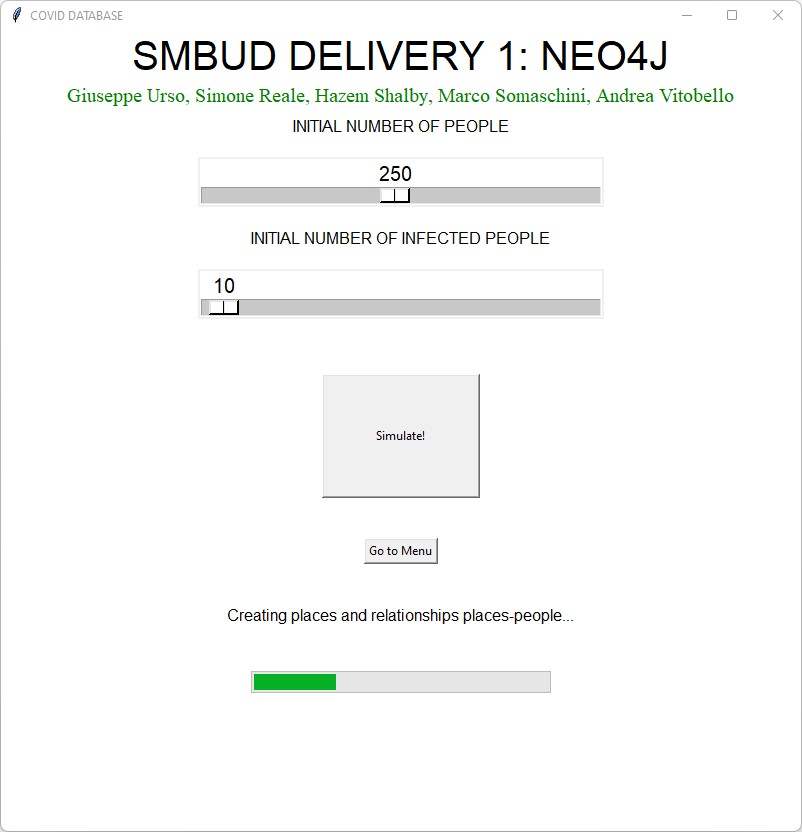 COVID DATABASE
SMBUD DELIVERY 1: NEO4J
Giuseppe Urso, Simone Reale, Hazem Shalby, Marco Somaschini, Andrea Vitobello
INITIAL NUMBER OF PEOPLE
250
INITIAL NUMBER OF INFECTED PEOPLE
10
Simulate!
Go to Menu
Creating places and relationships places-people...